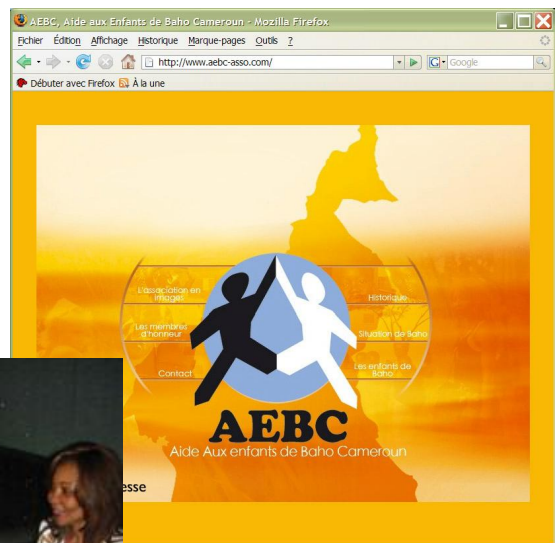 AEBC, Aide aux Enfants de Baho Cameroun - Mozilla Firefox
Fichier Édition Affichage Historique Marque-pages Outils ?
http://www.aebc-asso.com/
G Google
Débuter avec Firefox À la une
L'association en
images
Les membres
d'honneur
Contact
Historique
Situation de Baho
Les enfants de
Baho
AEBC
Aide Aux enfants de Baho Cameroun
esse